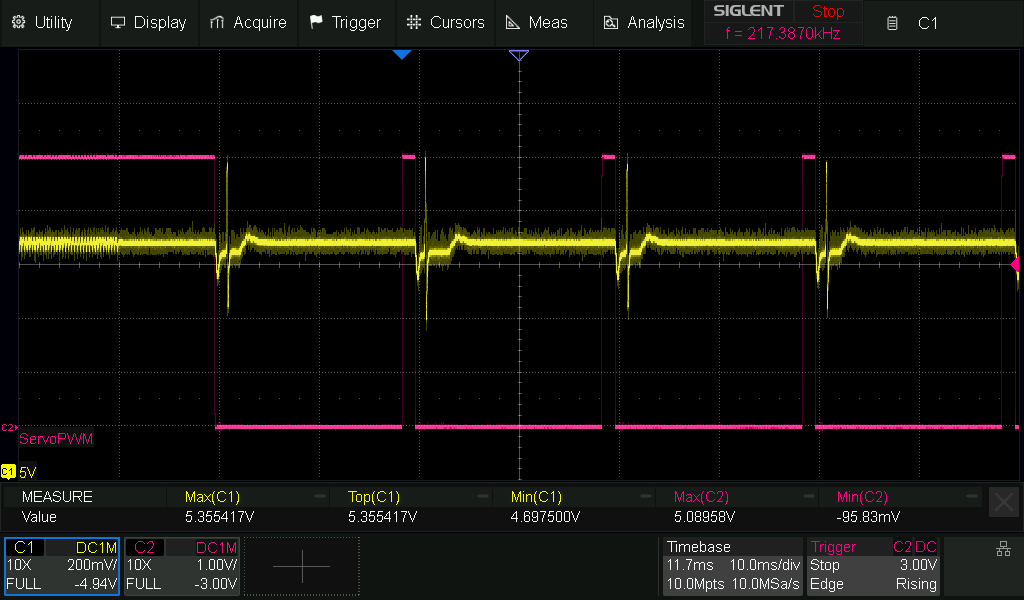 Utility Display Acquire Trigger Cursors Meas Analysis SIGLENT Stop C1
f = 217.3870kHz
C2
ServoPWM
C1 5V
MEASURE Max(C1) Top(C1) Min(C1) Max(C2) Min(C2)
Value 5.355417V 5.355417V 4.697500V 5.08958V -95.83mV
C1 DC1M C2 DC1M Timebase Trigger C2 DC
10X 200mV/ 10X 1.00V/ 11.7ms 10.0ms/div Stop 3.00V
FULL -4.94V FULL -3.00V 10.0Mpts 10.0MSa/s Edge Rising